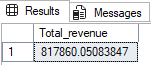 Results Messages
Total_revenue
1 817860.05083847